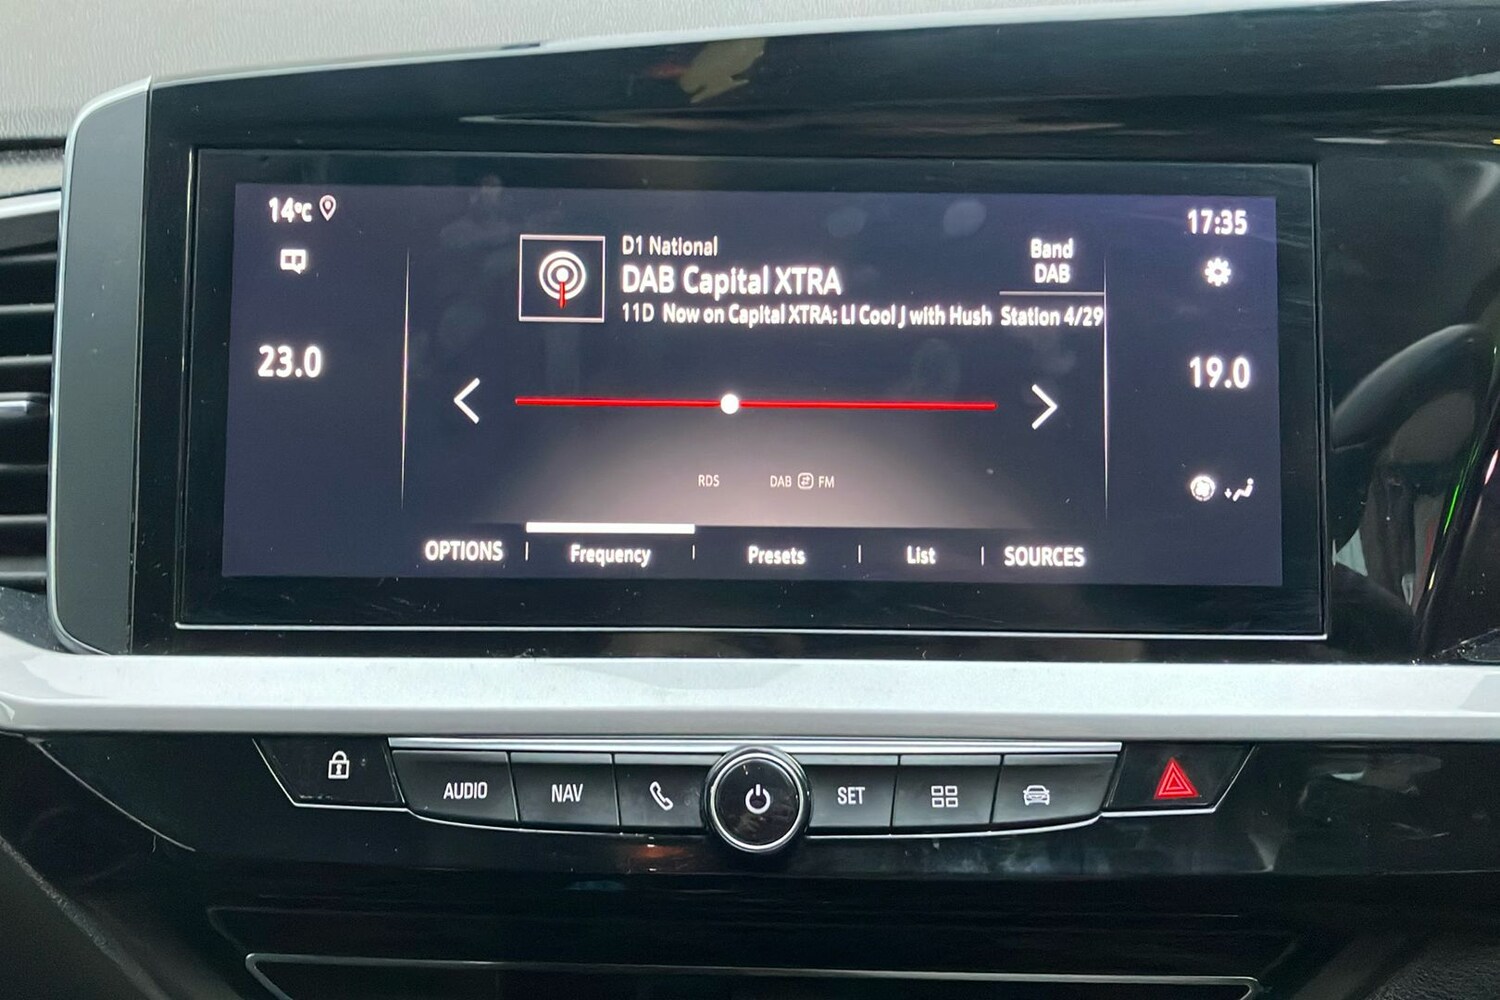 14°C
17:35
D1 National
DAB Capital XTRA
11D Now on Capital XTRA: Ll Cool J with Hush
Band
DAB
Station 4/29
23.0
19.0
RDS
DAB FM
OPTIONS Frequency Presets List SOURCES
AUDIO NAV SET